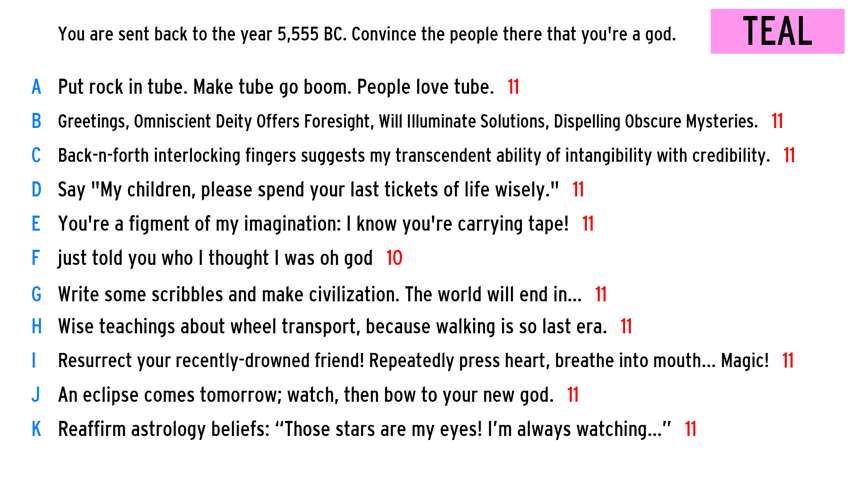 You are sent back to the year 5,555 BC. Convince the people there that you're a god.
TEAL
A Put rock in tube. Make tube go boom. People love tube. 11
B Greetings, Omniscient Deity Offers Foresight, Will Illuminate Solutions, Dispelling Obscure Mysteries. 11
C Back-n-forth interlocking fingers suggests my transcendent ability of intangibility with credibility. 11
D Say "My children, please spend your last tickets of life wisely." 11
E You're a figment of my imagination: I know you're carrying tape! 11
F just told you who I thought I was oh god 10
G Write some scribbles and make civilization. The world will end in... 11
H Wise teachings about wheel transport, because walking is so last era. 11
I Resurrect your recently-drowned friend! Repeatedly press heart, breathe into mouth... Magic! 11
J An eclipse comes tomorrow; watch, then bow to your new god. 11
K Reaffirm astrology beliefs: “Those stars are my eyes! I’m always watching...” 11